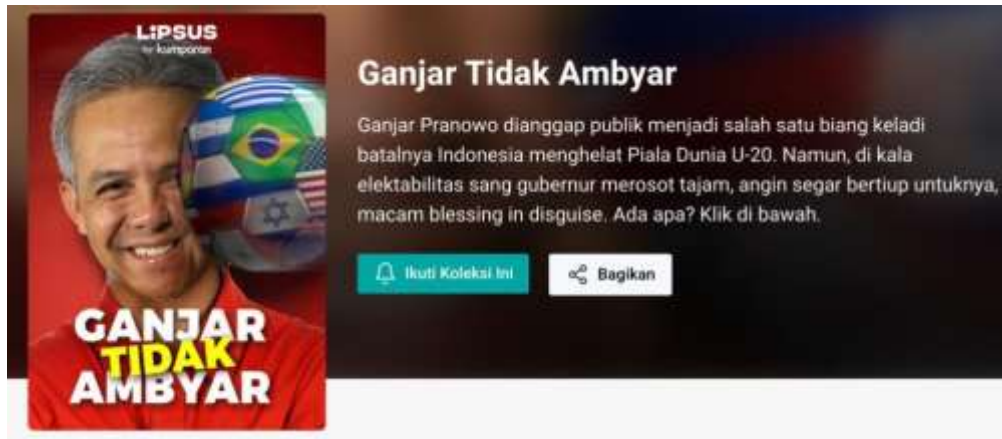 LIPSUS
by kumparan
GANJAR
TIDAK
AMBYAR
Ganjar Tidak Ambyar
Ganjar Pranowo dianggap publik menjadi salah satu biang keladi
batalnya Indonesia menghelat Piala Dunia U-20. Namun, di kala
elektabilitas sang gubernur merosot tajam, angin segar bertiup untuknya,
macam blessing in disguise. Ada apa? Klik di bawah.
Ikuti Koleksi Ini
Bagikan